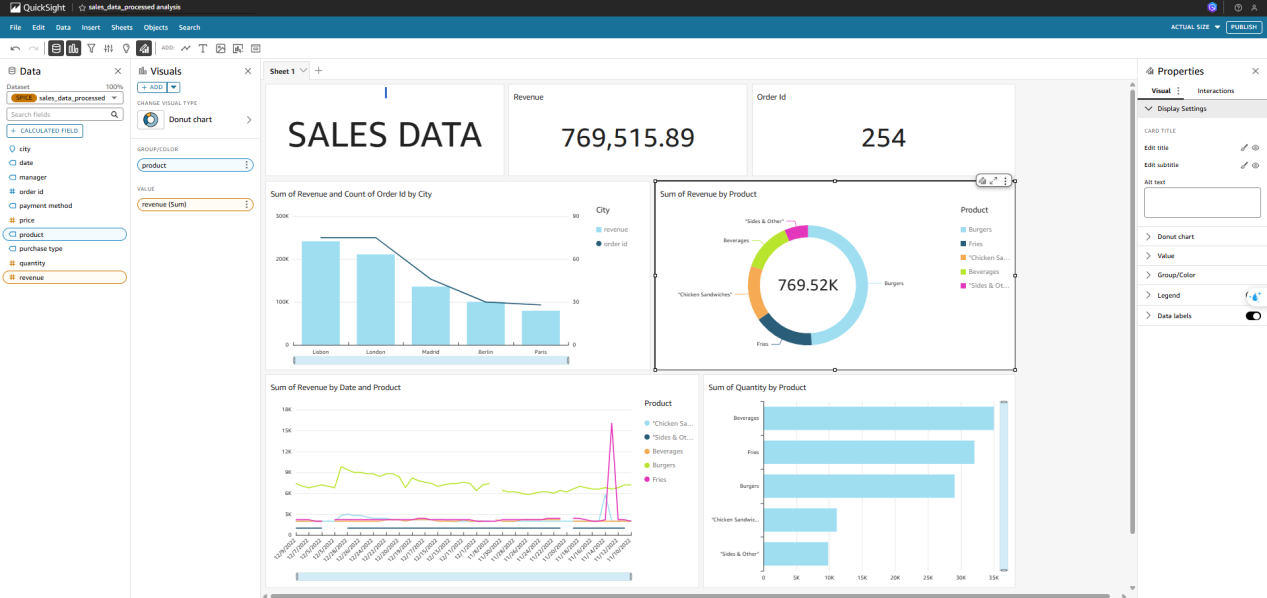 QuickSight
sales_data_processed analysis
File Edit Data Insert Sheets Objects Search
ACTUAL SIZE
PUBLISH
ADD:
Data
Dataset
100%
SPICE sales_data_processed
Search fields
+ CALCULATED FIELD
city
date
manager
order id
payment method
price
product
purchase type
quantity
revenue
Visuals
+ ADD
CHANGE VISUAL TYPE
Donut chart
GROUP/COLOR
product
VALUE
revenue (Sum)
Sheet 1
SALES DATA
Revenue
769,515.89
Order Id
254
Sum of Revenue and Count of Order Id by City
300K
200K
100K
0
90
60
30
0
Lisbon London Madrid Berlin Paris
City
revenue
order id
Sum of Revenue by Product
"Sides & Other"
Beverages
"Chicken Sandwiches"
Fries
Burgers
769.52K
Product
Burgers
Fries
"Chicken Sa...
Beverages
"Sides & Ot...
Sum of Revenue by Date and Product
18K
15K
12K
9K
6K
3K
0
Product
"Chicken Sa...
"Sides & Ot...
Beverages
Burgers
Fries
Sum of Quantity by Product
Beverages
Fries
Burgers
"Chicken Sandwic...
"Sides & Other"
0 5K 10K 15K 20K 25K 30K 35K
Properties
Visual
Interactions
Display Settings
CARD TITLE
Edit title
Edit subtitle
Alt text
Donut chart
Value
Group/Color
Legend
Data labels